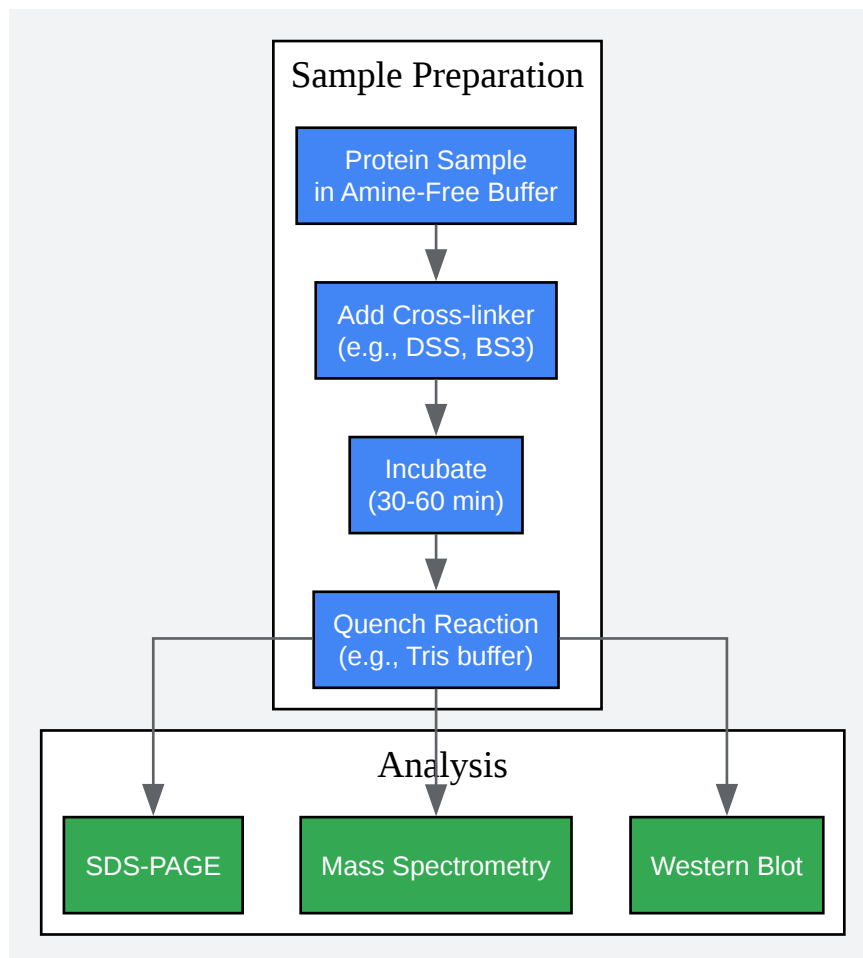 Sample Preparation
Protein Sample
in Amine-Free Buffer
Add Cross-linker
(e.g., DSS, BS3)
Incubate
(30-60 min)
Quench Reaction
(e.g., Tris buffer)
Analysis
SDS-PAGE
Mass Spectrometry
Western Blot